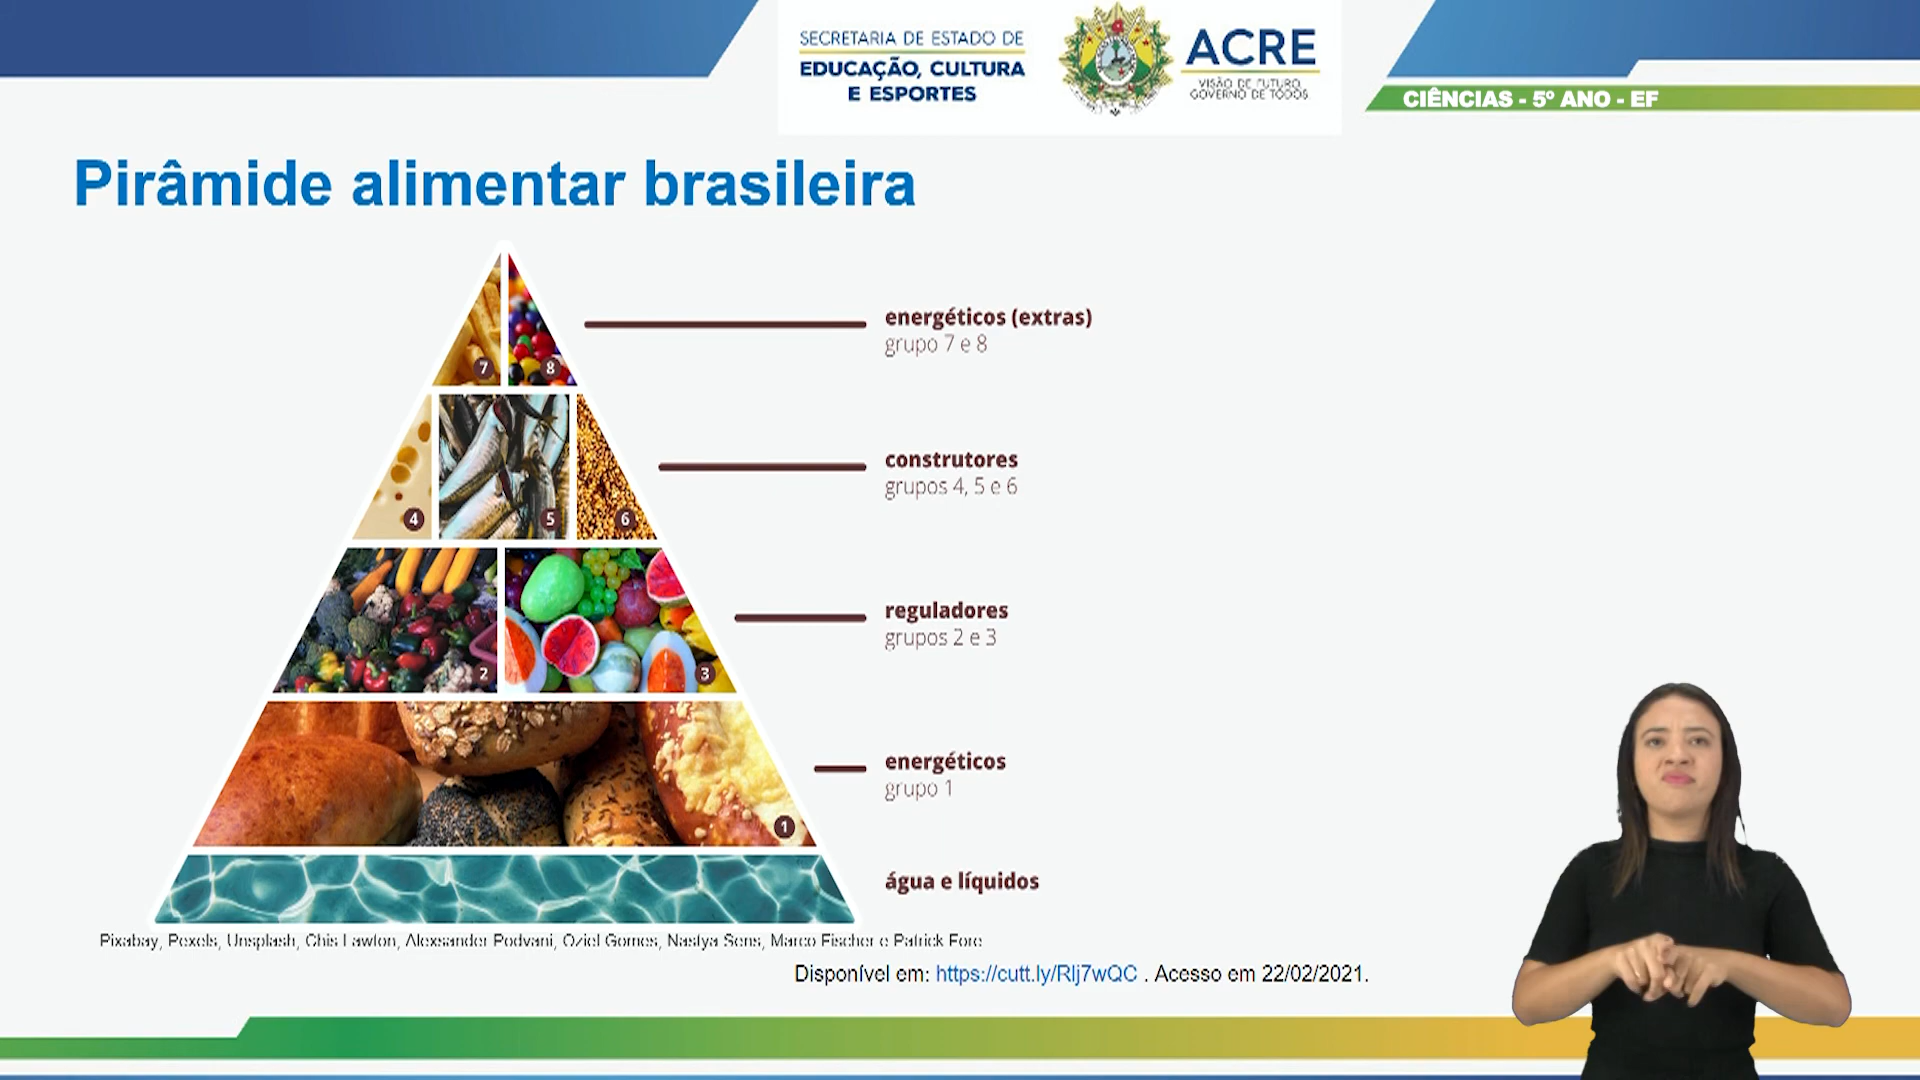 SECRETARIA DE ESTADO DE
EDUCAÇÃO, CULTURA
E ESPORTES
ACRE
VISÃO DE FUTURO
GOVERNO DE TODOS
CIÊNCIAS - 5º ANO - EF
Pirâmide alimentar brasileira
energéticos (extras)
grupo 7 e 8
7
8
construtores
grupos 4, 5 e 6
4
5
6
reguladores
grupos 2 e 3
2
3
energéticos
grupo 1
1
água e líquidos
Pixabay, Pexels, Unsplash, Chis Lawton, Alexsander Podvani, Oziel Gomes, Nastya Sens, Marco Fischer e Patrick Fore
Disponível em: https://cutt.ly/Rlj7wQC . Acesso em 22/02/2021.